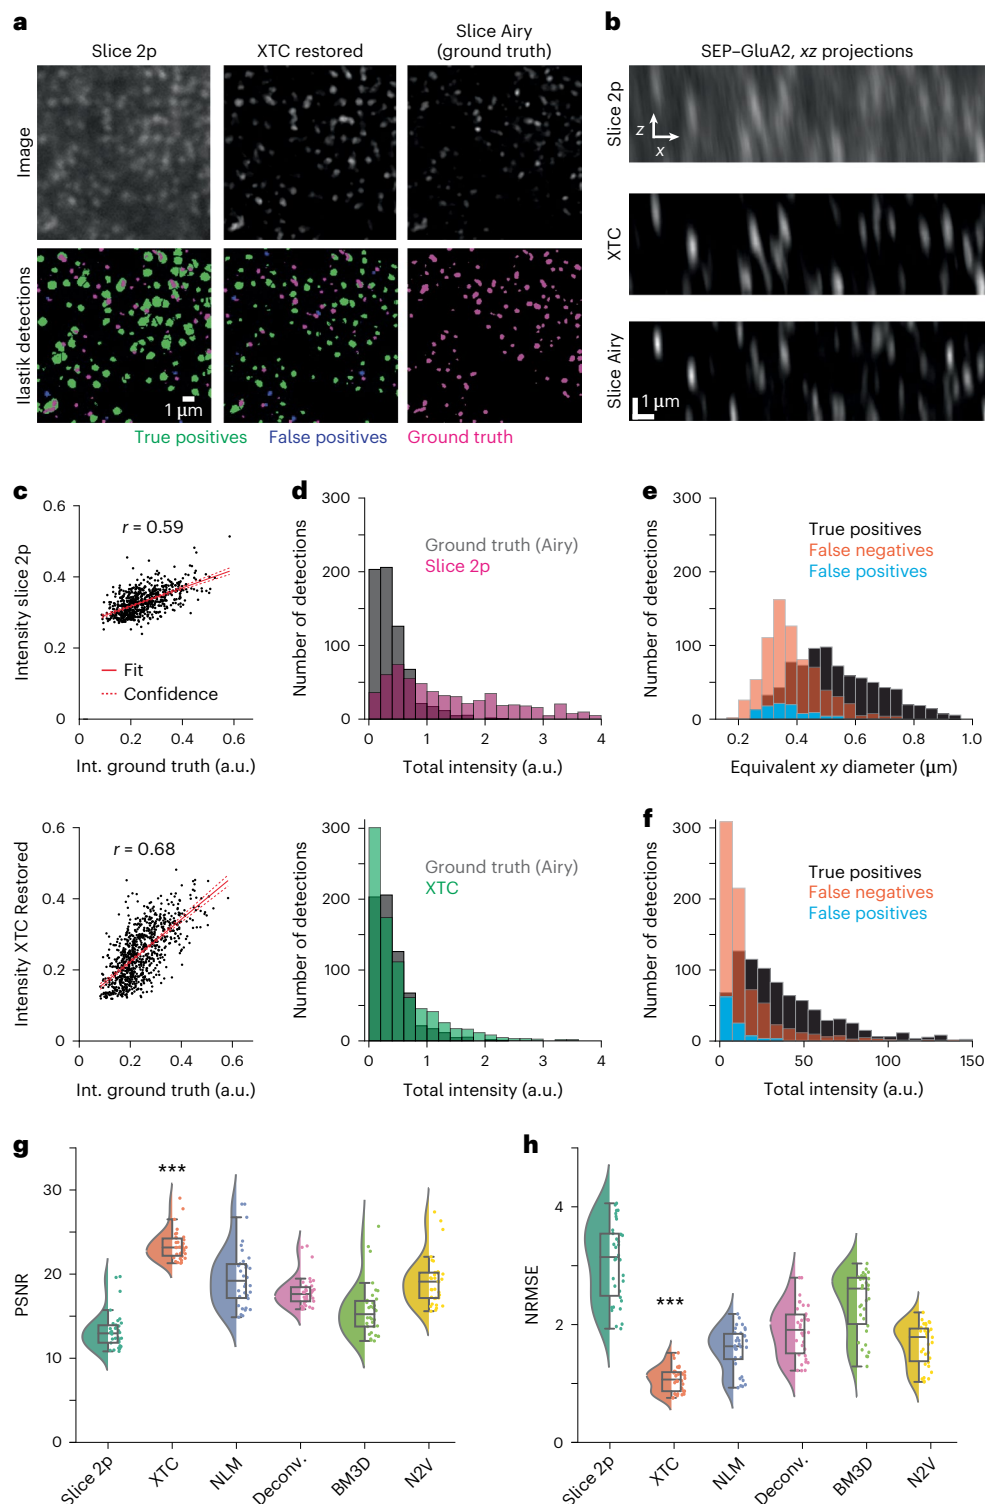 a
Slice 2p
XTC restored
Slice Airy
(ground truth)
Image
Ilastik detections
1 μm
True positives
False positives
Ground truth
b
SEP–GluA2, xz projections
Slice 2p
z
x
XTC
Slice Airy
1 μm
c
0.6
0.4
0.2
0
r = 0.59
Fit
Confidence
Intensity slice 2p
0
0.2
0.4
0.6
Int. ground truth (a.u.)
0.6
0.4
0.2
0
r = 0.68
Intensity XTC Restored
0
0.2
0.4
0.6
Int. ground truth (a.u.)
d
300
200
100
0
Number of detections
Ground truth (Airy)
Slice 2p
0
1
2
3
4
Total intensity (a.u.)
300
200
100
0
Number of detections
Ground truth (Airy)
XTC
0
1
2
3
4
Total intensity (a.u.)
e
300
200
100
0
Number of detections
True positives
False negatives
False positives
0.2
0.4
0.6
0.8
1.0
Equivalent xy diameter (μm)
f
300
200
100
0
Number of detections
True positives
False negatives
False positives
0
50
100
150
Total intensity (a.u.)
g
30
20
10
0
PSNR
***
Slice 2p
XTC
NLM
Deconv.
BM3D
N2V
h
4
2
0
NRMSE
***
Slice 2p
XTC
NLM
Deconv.
BM3D
N2V